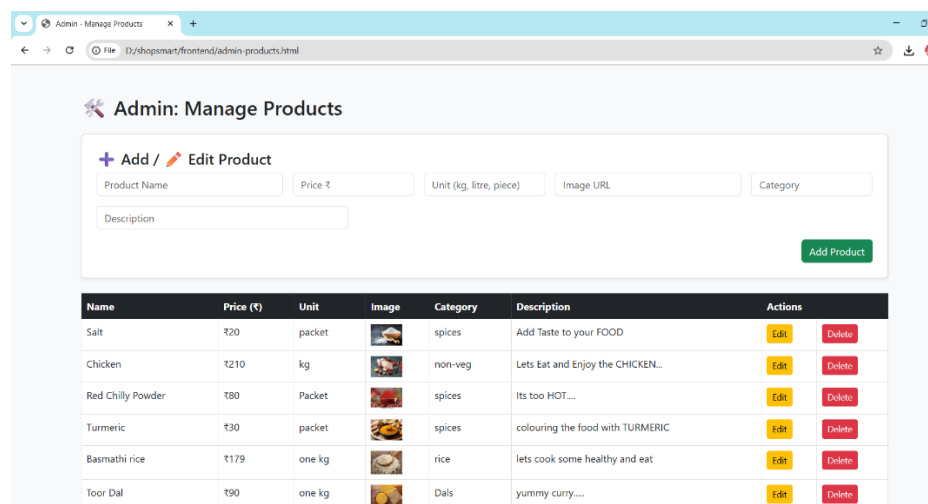 Admin - Manage Products
File D:/shopsmart/frontend/admin-products.html
Admin: Manage Products
Add / Edit Product
Product Name Price ₹ Unit (kg, litre, piece) Image URL Category
Description
Add Product
Name Price (₹) Unit Image Category Description Actions
Salt ₹20 packet spices Add Taste to your FOOD Edit Delete
Chicken ₹210 kg non-veg Lets Eat and Enjoy the CHICKEN... Edit Delete
Red Chilly Powder ₹80 Packet spices Its too HOT.... Edit Delete
Turmeric ₹30 packet spices colouring the food with TURMERIC Edit Delete
Basmathi rice ₹179 one kg rice lets cook some healthy and eat Edit Delete
Toor Dal ₹90 one kg Dals yummy curry..... Edit Delete